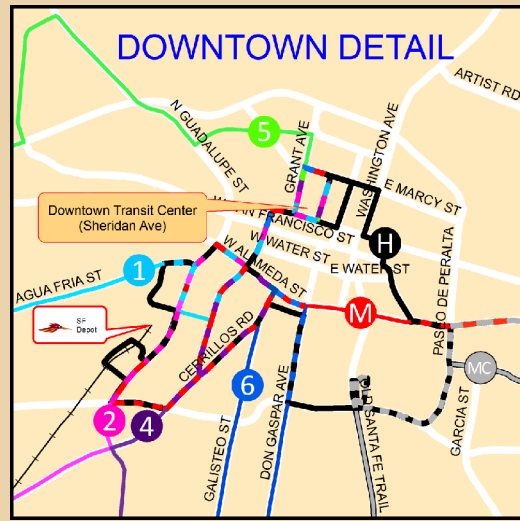 DOWNTOWN DETAIL
ARTIST RD
WASHINGTON AVE
N GUADALUPE ST
5
GRANT AVE
E MARCY ST
Downtown Transit Center
(Sheridan Ave)
FRANCISCO ST
W WATER ST
H
E WATER ST
PASEO DE PERALTA
1
AGUA FRIA ST
W ALAMEDA ST
M
SF
Depot
CERRILLOS RD
MC
6
2
4
GALISTEO ST
DON GASPAR AVE
OLD SANTA FE TRAIL
GARCIA ST